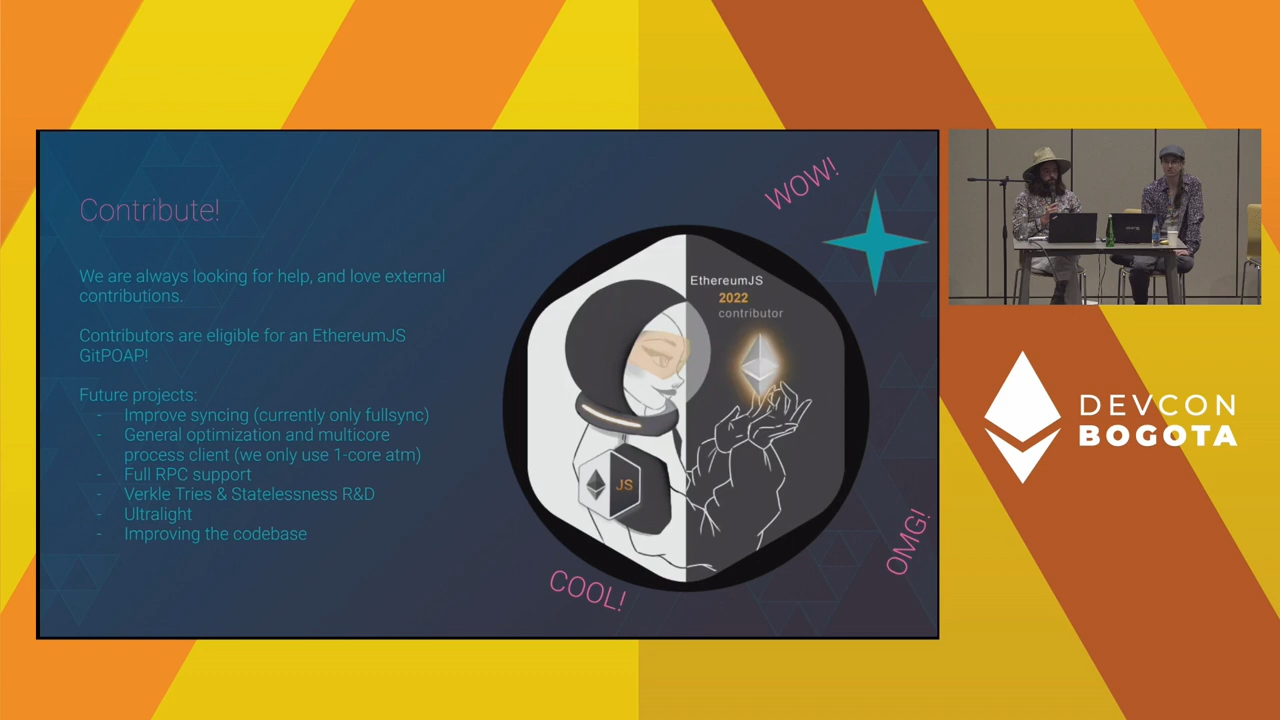 Contribute!
We are always looking for help, and love external
contributions.
Contributors are eligible for an EthereumJS
GitPOAP!
Future projects:
- Improve syncing (currently only fullsync)
- General optimization and multicore
process client (we only use 1-core atm)
- Full RPC support
- Verkle Tries & Statelessness R&D
- Ultralight
- Improving the codebase
WOW!
EthereumJS
2022
contributor
JS
COOL!
OMG!
DEVCON
BOGOTA